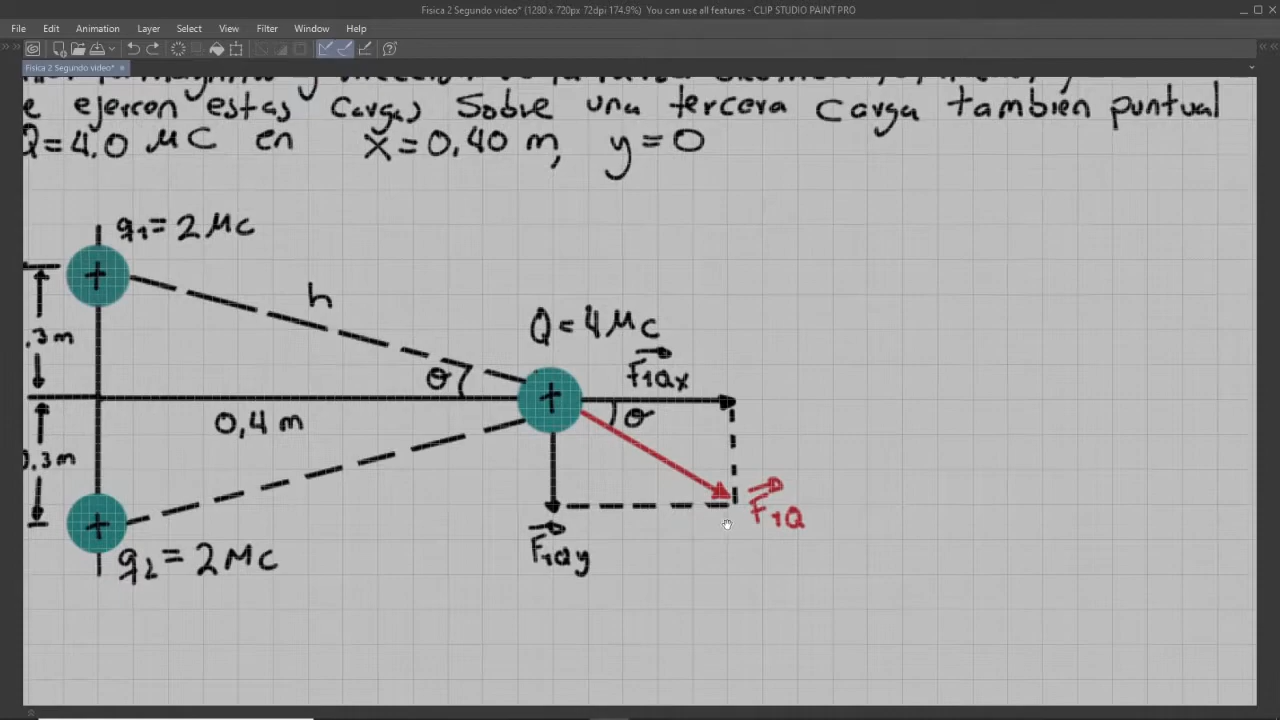 Fisica 2 Segundo video* (1280 x 720px 72dpi 174.9%) You can use all features - CLIP STUDIO PAINT PRO
File Edit Animation Layer Select View Filter Window Help
Fisica 2 Segundo video*
e ejercen estas cargas Sobre una tercera carga también puntual
Q = 4.0 μC en x = 0,40 m, y = 0
q1 = 2 μC
h
Q = 4 μC
.3 m
θ
F1Qx
0,4 m
θ
0.3 m
F1Q
F1Qy
q2 = 2 μC